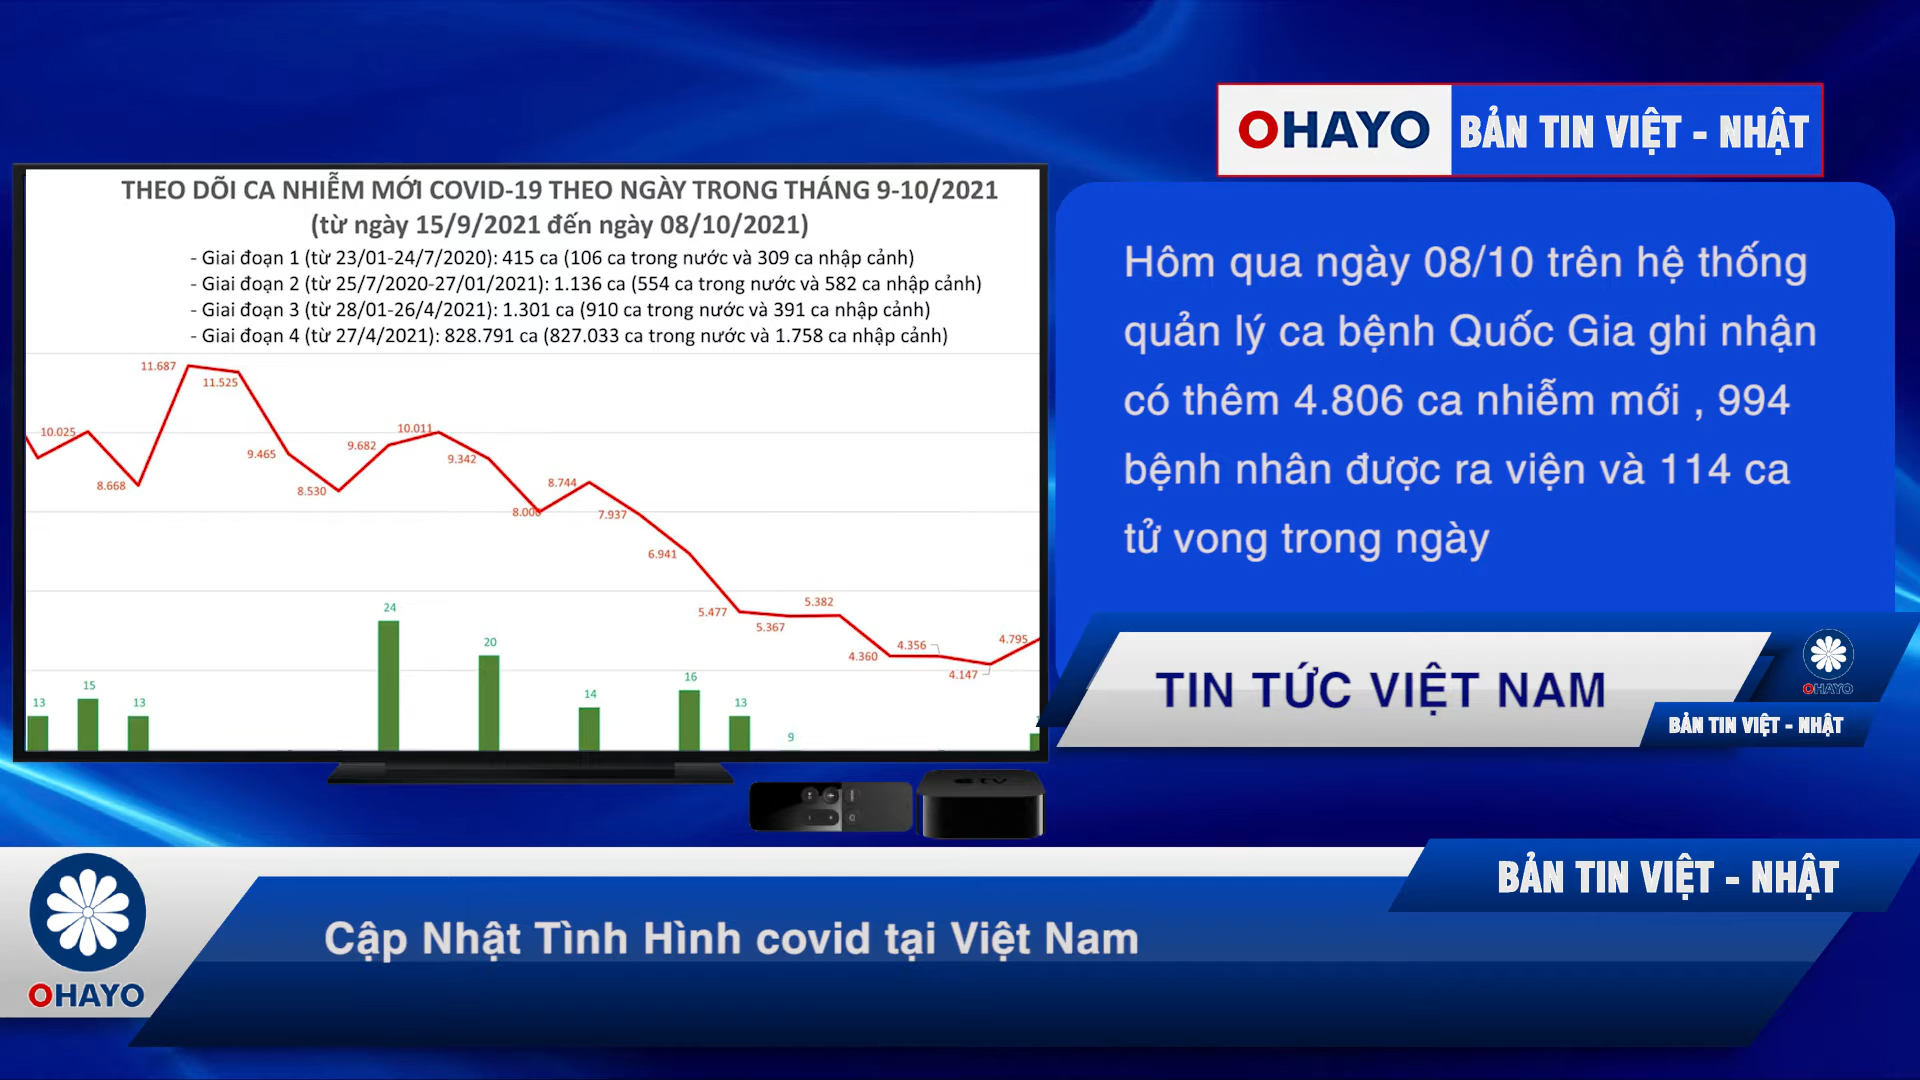 OHAYO BẢN TIN VIỆT - NHẬT
THEO DÕI CA NHIỄM MỚI COVID-19 THEO NGÀY TRONG THÁNG 9-10/2021
(từ ngày 15/9/2021 đến ngày 08/10/2021)
- Giai đoạn 1 (từ 23/01-24/7/2020): 415 ca (106 ca trong nước và 309 ca nhập cảnh)
- Giai đoạn 2 (từ 25/7/2020-27/01/2021): 1.136 ca (554 ca trong nước và 582 ca nhập cảnh)
- Giai đoạn 3 (từ 28/01-26/4/2021): 1.301 ca (910 ca trong nước và 391 ca nhập cảnh)
- Giai đoạn 4 (từ 27/4/2021): 828.791 ca (827.033 ca trong nước và 1.758 ca nhập cảnh)
10.025
8.668
11.687
11.525
9.465
8.530
9.682
10.011
9.342
8.744
7.937
6.941
5.477
5.367
5.382
4.360
4.356
4.147
4.795
13
15
13
24
20
14
16
13
9
Hôm qua ngày 08/10 trên hệ thống
quản lý ca bệnh Quốc Gia ghi nhận
có thêm 4.806 ca nhiễm mới , 994
bệnh nhân được ra viện và 114 ca
tử vong trong ngày
TIN TỨC VIỆT NAM
OHAYO
BẢN TIN VIỆT - NHẬT
tv
BẢN TIN VIỆT - NHẬT
Cập Nhật Tình Hình covid tại Việt Nam
OHAYO